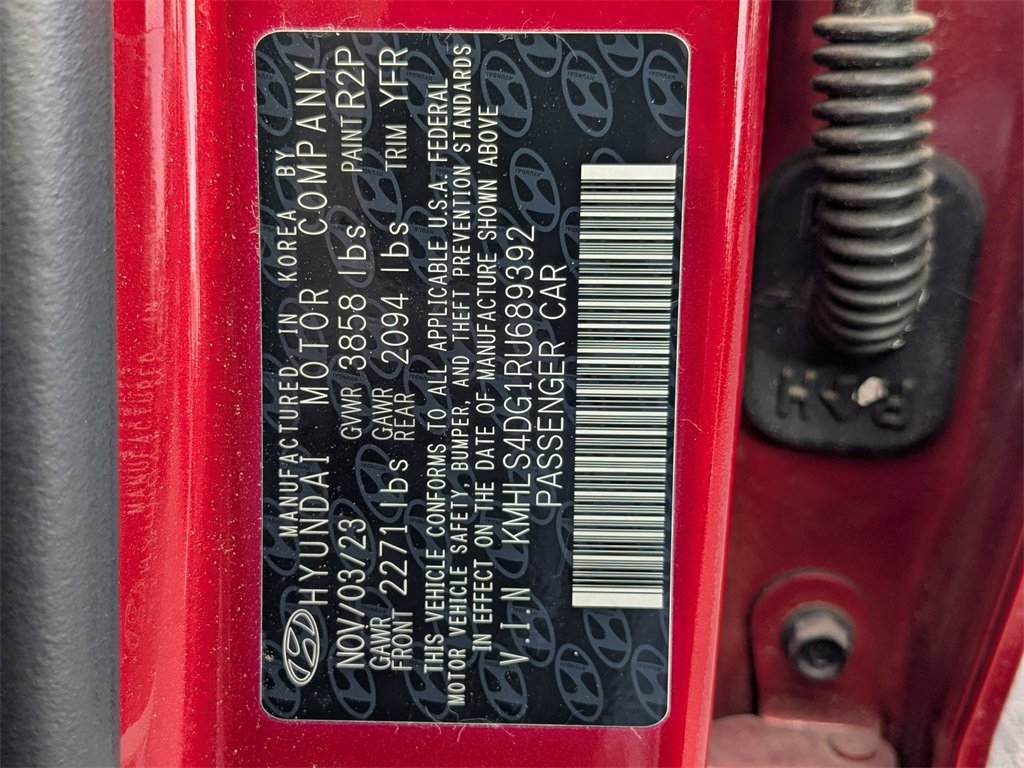 MANUFACTURED IN KOREA BY
HYUNDAI MOTOR COMPANY
NOV/03/23 GVWR 3858 lbs PAINT R2P
GAWR FRONT 2271 lbs GAWR REAR 2094 lbs TRIM YFR
THIS VEHICLE CONFORMS TO ALL APPLICABLE U.S.A. FEDERAL
MOTOR VEHICLE SAFETY, BUMPER, AND THEFT PREVENTION STANDARDS
IN EFFECT ON THE DATE OF MANUFACTURE SHOWN ABOVE
V.I.N KMHLS4DG1RU689392
PASSENGER CAR